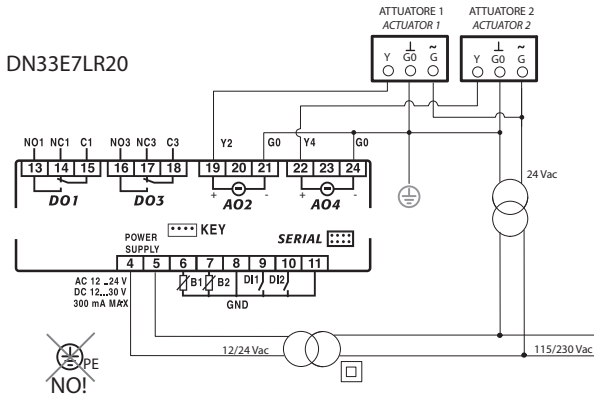 ATTUATORE 1
ACTUATOR 1
ATTUATORE 2
ACTUATOR 2
Y G0 ~ G
Y G0 ~ G
DN33E7LR20
NO1 NC1 C1 NO3 NC3 C3 Y2 G0 Y4 G0
13 14 15 16 17 18 19 20 21 22 23 24
DO1 DO3 + AO2 - + AO4 -
24 Vac
KEY
SERIAL
POWER
SUPPLY
4 5 6 7 8 9 10 11
AC 12 -24 V
DC 12...30 V
300 mA MAX
B1 B2 DI1 DI2
GND
12/24 Vac
115/230 Vac
PE
NO!